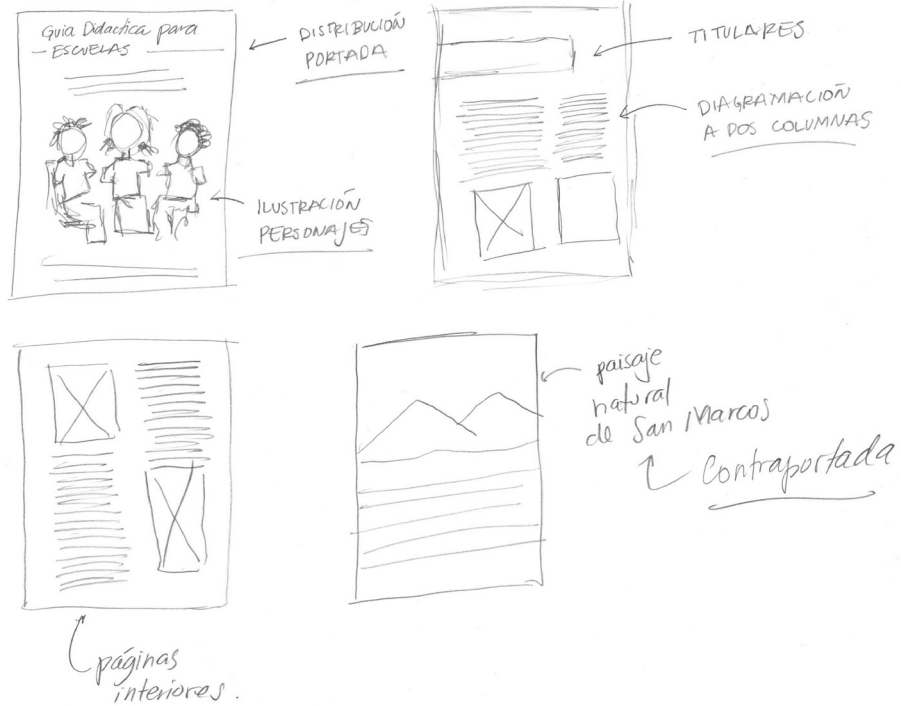 Guia Didactica para
ESCUELAS
DISTRIBUCIÓN
PORTADA
ILUSTRACIÓN
PERSONAJES
TITULARES
DIAGRAMACIÓN
A DOS COLUMNAS
páginas
interiores.
paisaje
natural
de San Marcos
Contraportada